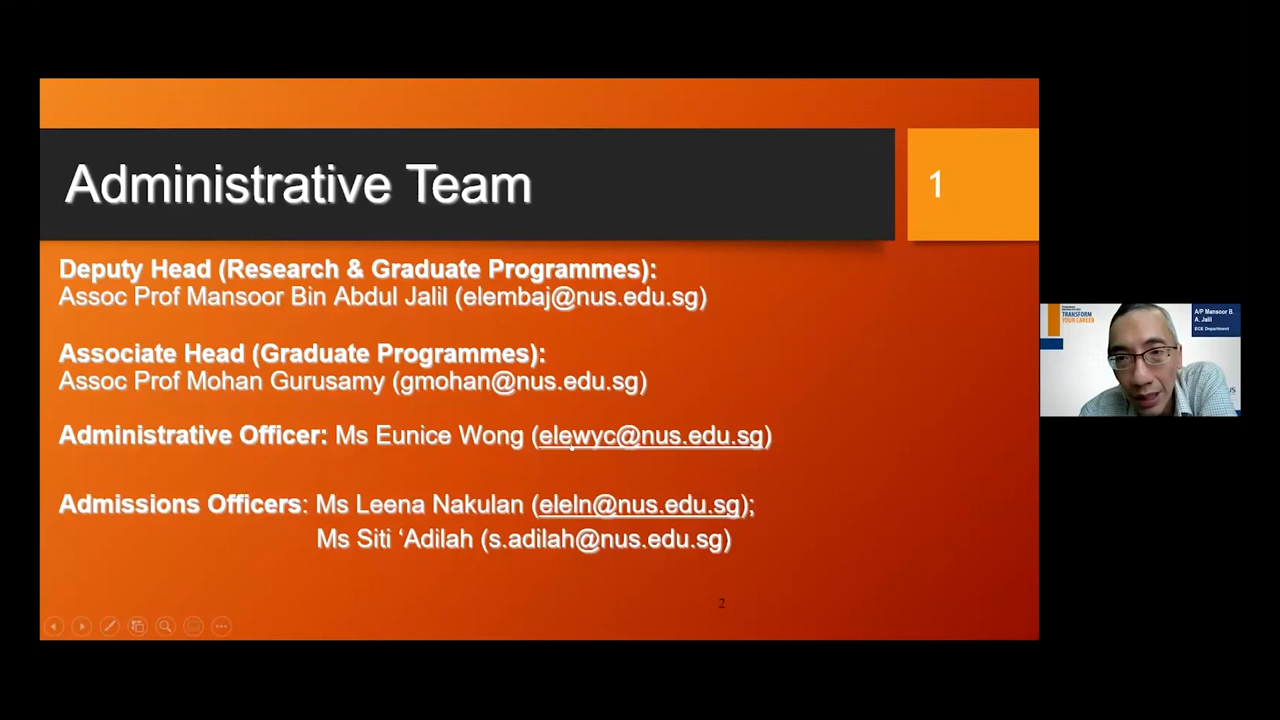 Administrative Team
1
Deputy Head (Research & Graduate Programmes):
Assoc Prof Mansoor Bin Abdul Jalil (elembaj@nus.edu.sg)
Associate Head (Graduate Programmes):
Assoc Prof Mohan Gurusamy (gmohan@nus.edu.sg)
Administrative Officer: Ms Eunice Wong (elewyc@nus.edu.sg)
Admissions Officers: Ms Leena Nakulan (eleln@nus.edu.sg);
Ms Siti ‘Adilah (s.adilah@nus.edu.sg)
2
TRANSFORM
YOUR CAREER
A/P Mansoor B.
A. Jalil
ECE Department